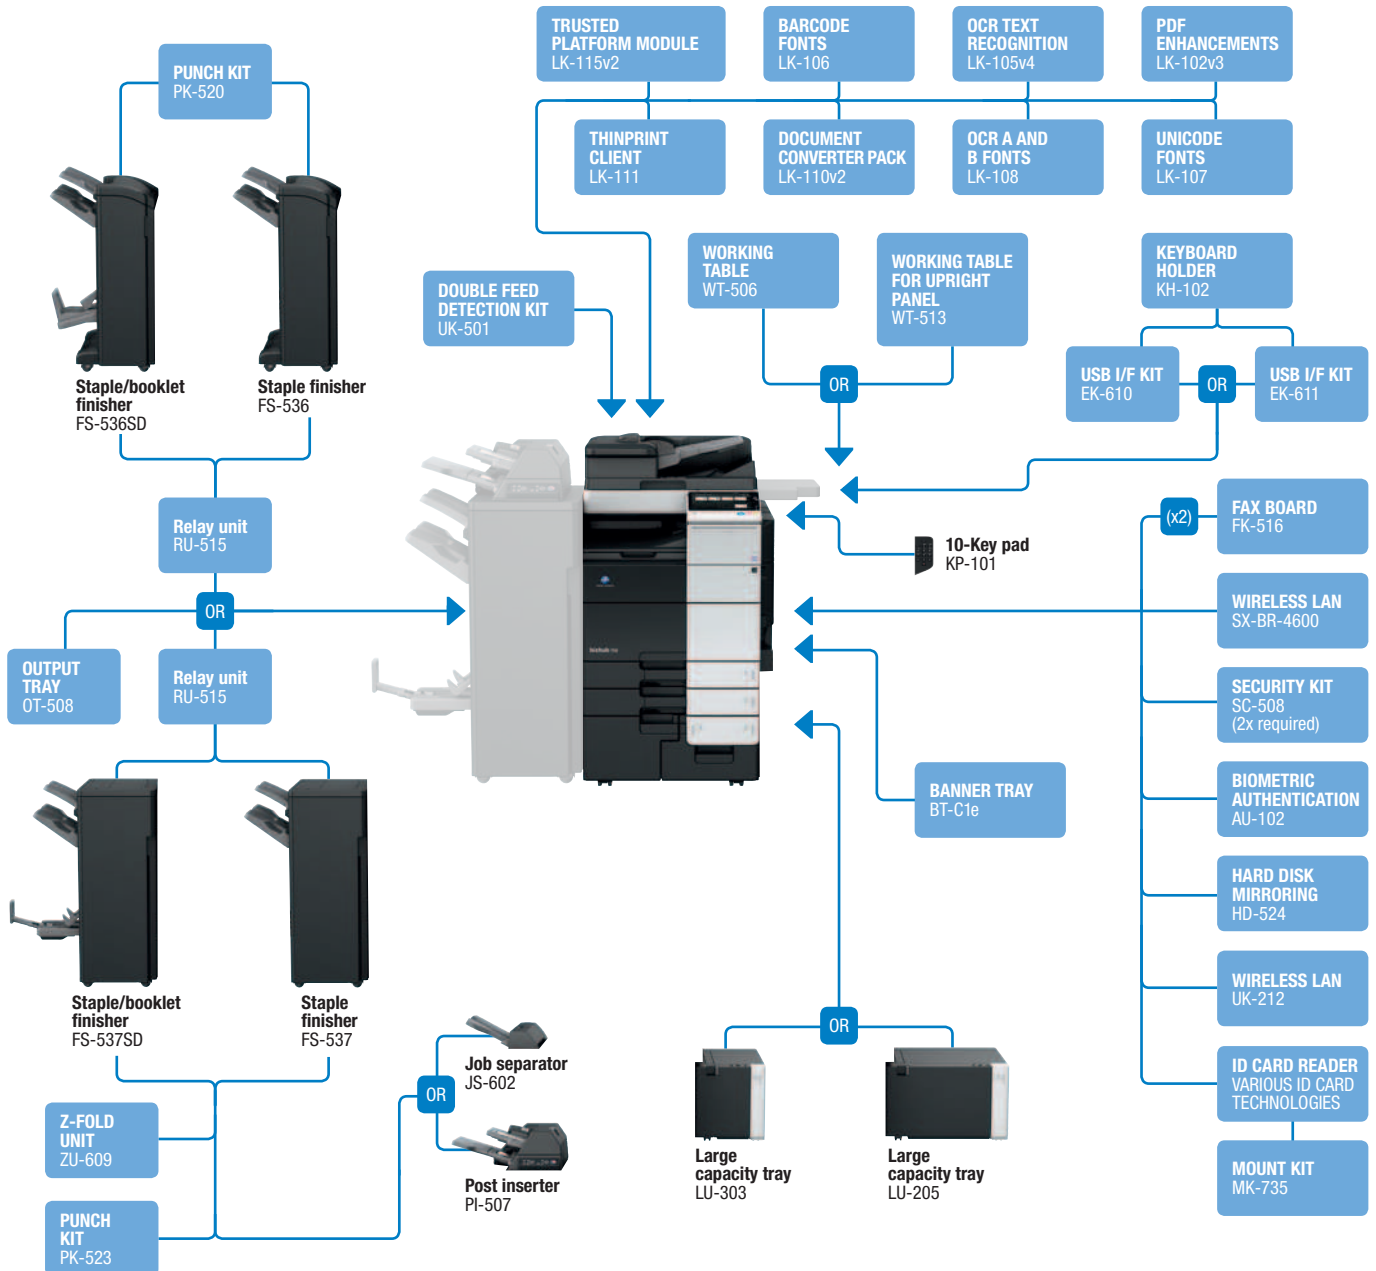 PUNCH KIT
PK-520
TRUSTED
PLATFORM MODULE
LK-115v2
BARCODE
FONTS
LK-106
OCR TEXT
RECOGNITION
LK-105v4
PDF
ENHANCEMENTS
LK-102v3
THINPRINT
CLIENT
LK-111
DOCUMENT
CONVERTER PACK
LK-110v2
OCR A AND
B FONTS
LK-108
UNICODE
FONTS
LK-107
DOUBLE FEED
DETECTION KIT
UK-501
WORKING
TABLE
WT-506
WORKING TABLE
FOR UPRIGHT
PANEL
WT-513
OR
KEYBOARD
HOLDER
KH-102
USB I/F KIT
EK-610
OR
USB I/F KIT
EK-611
Staple/booklet
finisher
FS-536SD
Staple finisher
FS-536
Relay unit
RU-515
OR
OUTPUT
TRAY
OT-508
Relay unit
RU-515
10-Key pad
KP-101
(x2)
FAX BOARD
FK-516
WIRELESS LAN
SX-BR-4600
SECURITY KIT
SC-508
(2x required)
BIOMETRIC
AUTHENTICATION
AU-102
HARD DISK
MIRRORING
HD-524
WIRELESS LAN
UK-212
ID CARD READER
VARIOUS ID CARD
TECHNOLOGIES
MOUNT KIT
MK-735
BANNER TRAY
BT-C1e
Staple/booklet
finisher
FS-537SD
Staple
finisher
FS-537
Z-FOLD
UNIT
ZU-609
PUNCH
KIT
PK-523
Job separator
JS-602
OR
Post inserter
PI-507
OR
Large
capacity tray
LU-303
Large
capacity tray
LU-205